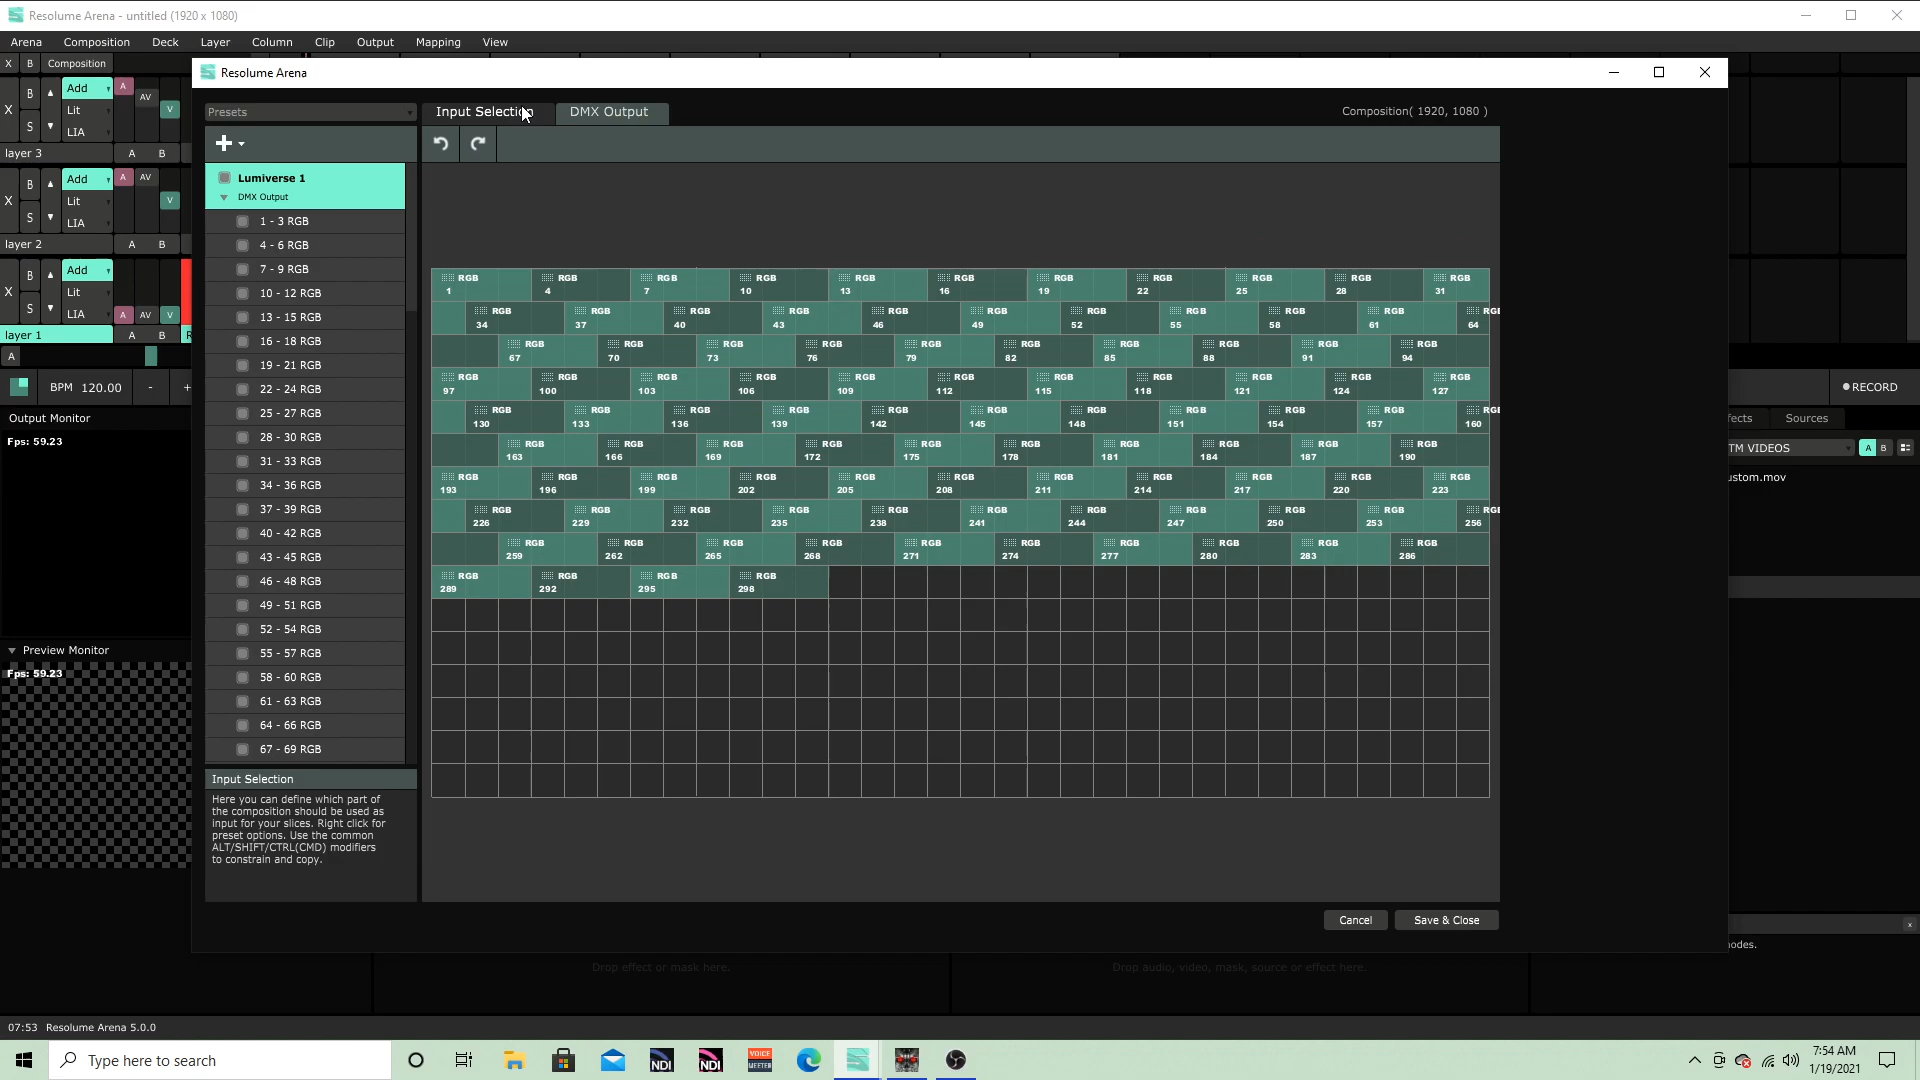 Resolume Arena - untitled (1920 x 1080)
Arena Composition Deck Layer Column Clip Output Mapping View
X B Composition
Resolume Arena
X B S Add Lit LIA A AV V
layer 3 A B
X B S Add Lit LIA A AV V
layer 2 A B
X B S Add Lit LIA A AV V
layer 1 A B R
A
BPM 120.00 - +
Output Monitor
Fps: 59.23
Preview Monitor
Fps: 59.23
Presets
Input Selection DMX Output Composition( 1920, 1080 )
Lumiverse 1
DMX Output
1 - 3 RGB
4 - 6 RGB
7 - 9 RGB
10 - 12 RGB
13 - 15 RGB
16 - 18 RGB
19 - 21 RGB
22 - 24 RGB
25 - 27 RGB
28 - 30 RGB
31 - 33 RGB
34 - 36 RGB
37 - 39 RGB
40 - 42 RGB
43 - 45 RGB
46 - 48 RGB
49 - 51 RGB
52 - 54 RGB
55 - 57 RGB
58 - 60 RGB
61 - 63 RGB
64 - 66 RGB
67 - 69 RGB
Input Selection
Here you can define which part of
the composition should be used as
input for your slices. Right click for
preset options. Use the common
ALT/SHIFT/CTRL(CMD) modifiers
to constrain and copy.
RGB RGB RGB RGB RGB RGB RGB RGB RGB RGB RGB
1 4 7 10 13 16 19 22 25 28 31
RGB RGB RGB RGB RGB RGB RGB RGB RGB RGB RG
34 37 40 43 46 49 52 55 58 61 64
RGB RGB RGB RGB RGB RGB RGB RGB RGB RGB
67 70 73 76 79 82 85 88 91 94
RGB RGB RGB RGB RGB RGB RGB RGB RGB RGB RGB
97 100 103 106 109 112 115 118 121 124 127
RGB RGB RGB RGB RGB RGB RGB RGB RGB RGB RG
130 133 136 139 142 145 148 151 154 157 160
RGB RGB RGB RGB RGB RGB RGB RGB RGB RGB
163 166 169 172 175 178 181 184 187 190
RGB RGB RGB RGB RGB RGB RGB RGB RGB RGB RGB
193 196 199 202 205 208 211 214 217 220 223
RGB RGB RGB RGB RGB RGB RGB RGB RGB RGB RG
226 229 232 235 238 241 244 247 250 253 256
RGB RGB RGB RGB RGB RGB RGB RGB RGB RGB
259 262 265 268 271 274 277 280 283 286
RGB RGB RGB RGB
289 292 295 298
Cancel Save & Close
RECORD
fects Sources
TM VIDEOS A B
ustom.mov
x
nodes.
Drop effect or mask here. Drop audio, video, mask, source or effect here.
07:53 Resolume Arena 5.0.0
Type here to search
NDI NDI VOICE MEETER
7:54 AM
1/19/2021